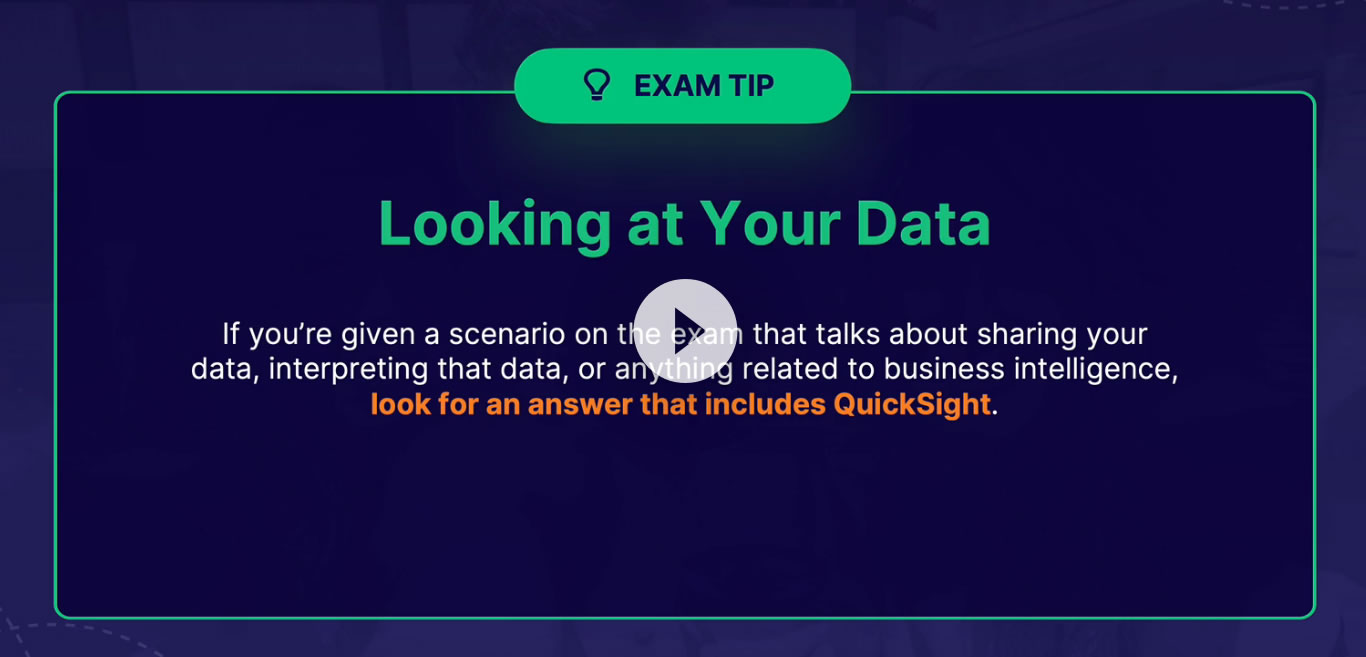 EXAM TIP
Looking at Your Data
If you’re given a scenario on the exam that talks about sharing your
data, interpreting that data, or anything related to business intelligence,
look for an answer that includes QuickSight.